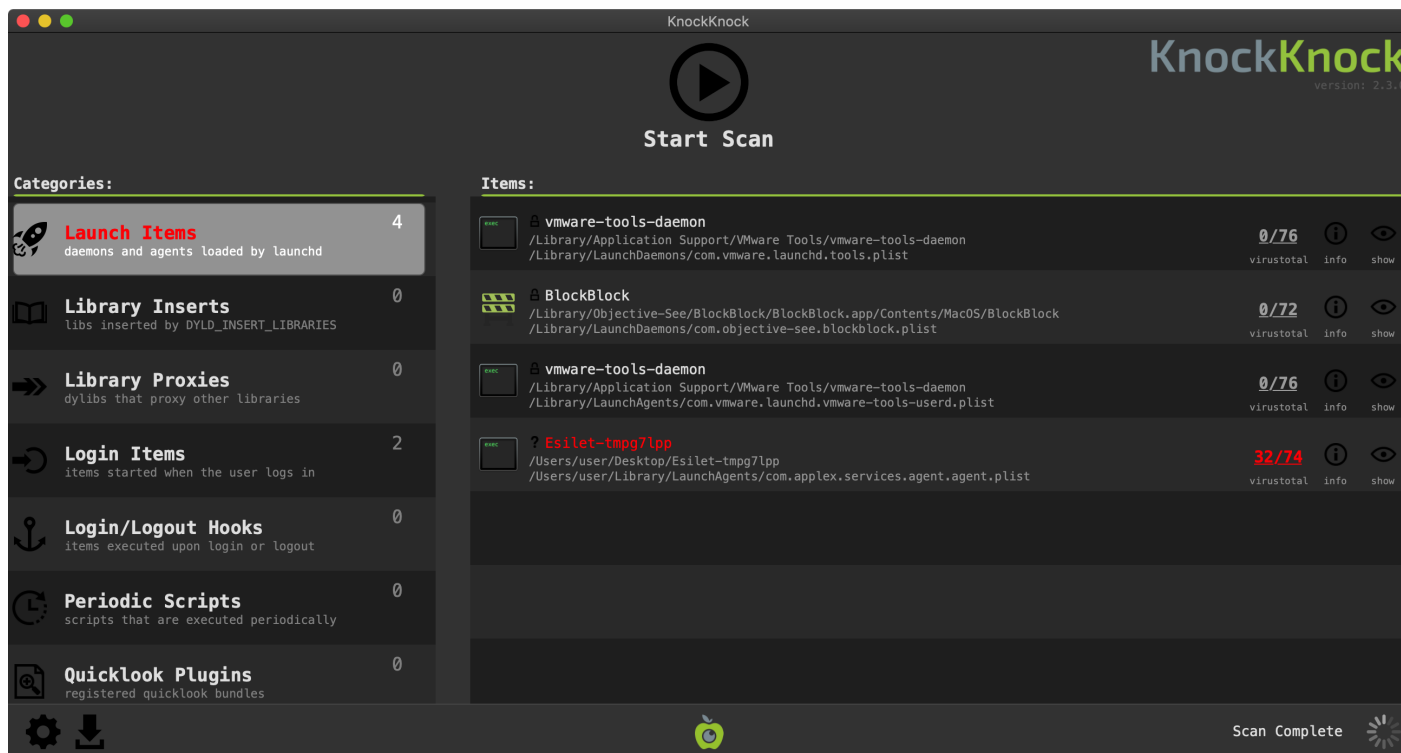 KnockKnock
KnockKnock
version: 2.3.
Start Scan
Categories:
Launch Items
4
daemons and agents loaded by launchd
Library Inserts
0
libs inserted by DYLD_INSERT_LIBRARIES
Library Proxies
0
dylibs that proxy other libraries
Login Items
2
items started when the user logs in
Login/Logout Hooks
0
items executed upon login or logout
Periodic Scripts
0
scripts that are executed periodically
Quicklook Plugins
0
registered quicklook bundles
Items:
exec
vmware-tools-daemon
/Library/Application Support/VMware Tools/vmware-tools-daemon
/Library/LaunchDaemons/com.vmware.launchd.tools.plist
0/76
virustotal info show
BlockBlock
/Library/Objective-See/BlockBlock/BlockBlock.app/Contents/MacOS/BlockBlock
/Library/LaunchDaemons/com.objective-see.blockblock.plist
0/72
virustotal info show
exec
vmware-tools-daemon
/Library/Application Support/VMware Tools/vmware-tools-daemon
/Library/LaunchAgents/com.vmware.launchd.vmware-tools-userd.plist
0/76
virustotal info show
exec
? Esilet-tmpg7lpp
/Users/user/Desktop/Esilet-tmpg7lpp
/Users/user/Library/LaunchAgents/com.applex.services.agent.agent.plist
32/74
virustotal info show
Scan Complete